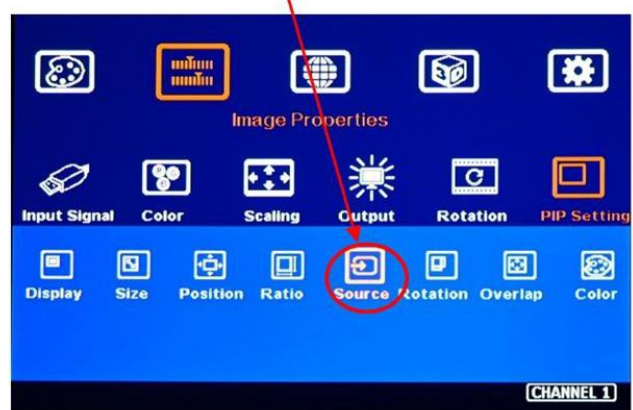 3D
Image Properties
Input Signal Color Scaling Output Rotation PIP Setting
Display Size Position Ratio Source Rotation Overlap Color
CHANNEL 1